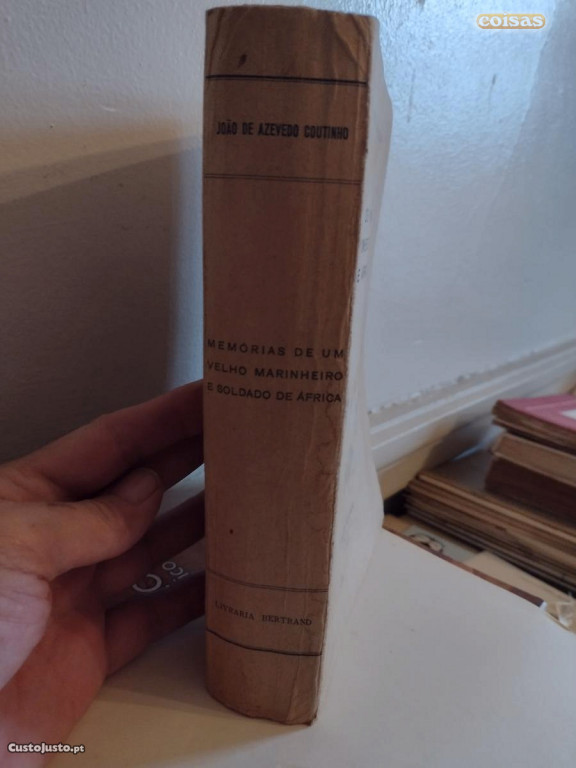 coisas
JOÃO DE AZEVEDO COUTINHO
MEMÓRIAS DE UM
VELHO MARINHEIRO
E SOLDADO DE ÁFRICA
LIVRARIA BERTRAND
CustoJusto.pt